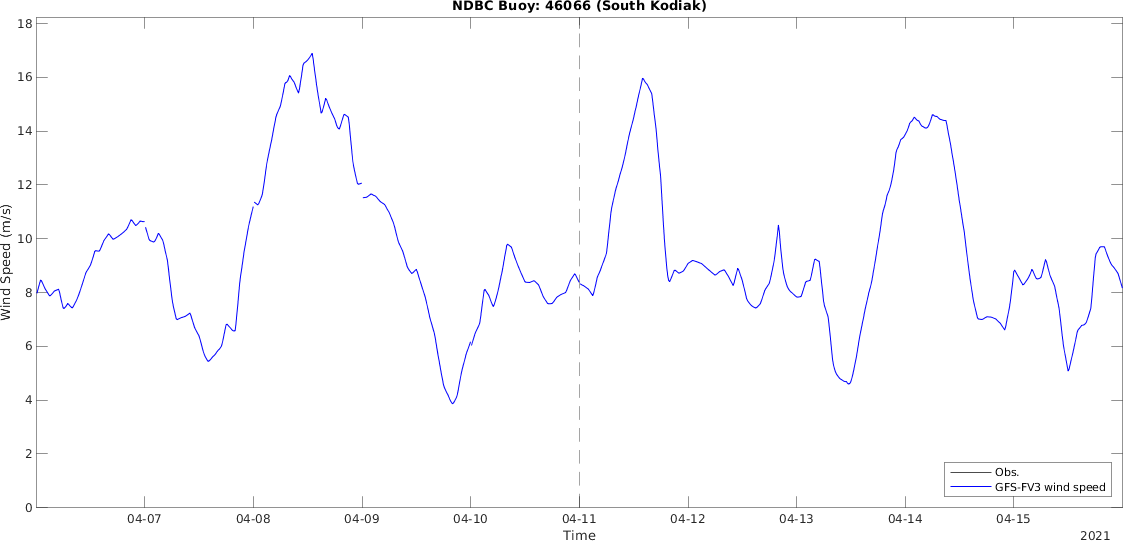 NDBC Buoy: 46066 (South Kodiak)
18
16
14
12
10
8
6
4
2
0
Wind Speed (m/s)
Obs.
GFS-FV3 wind speed
04-07 04-08 04-09 04-10 04-11 04-12 04-13 04-14 04-15
Time
2021